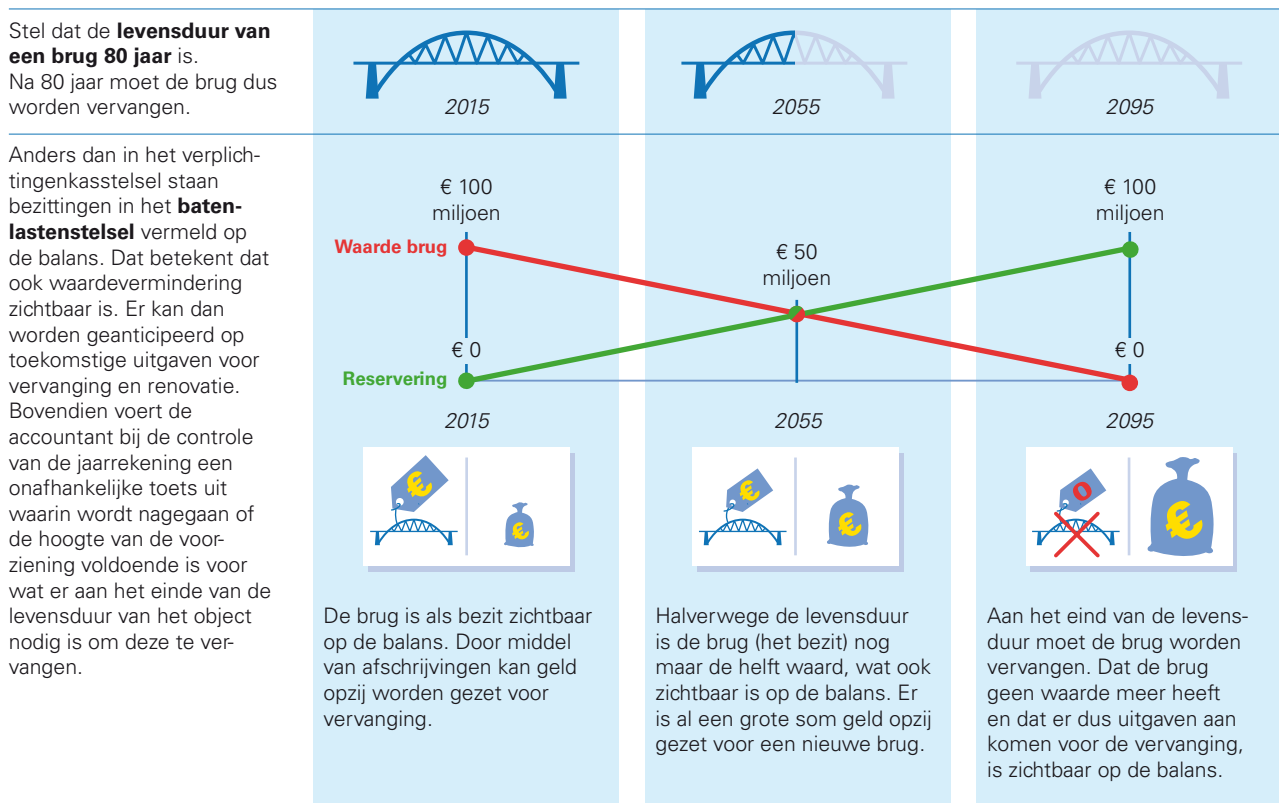 Stel dat de levensduur van
een brug 80 jaar is.
Na 80 jaar moet de brug dus
worden vervangen.
2015
2055
2095
Anders dan in het verplich-
tingenkasstelsel staan
bezittingen in het baten-
lastenstelsel vermeld op
de balans. Dat betekent dat
ook waardevermindering
zichtbaar is. Er kan dan
worden geanticipeerd op
toekomstige uitgaven voor
vervanging en renovatie.
Bovendien voert de
accountant bij de controle
van de jaarrekening een
onafhankelijke toets uit
waarin wordt nagegaan of
de hoogte van de voor-
ziening voldoende is voor
wat er aan het einde van de
levensduur van het object
nodig is om deze te ver-
vangen.
€ 100
miljoen
Waarde brug
€ 0
Reservering
2015
€
€
De brug is als bezit zichtbaar
op de balans. Door middel
van afschrijvingen kan geld
opzij worden gezet voor
vervanging.
€ 50
miljoen
2055
€
€
Halverwege de levensduur
is de brug (het bezit) nog
maar de helft waard, wat ook
zichtbaar is op de balans. Er
is al een grote som geld opzij
gezet voor een nieuwe brug.
€ 100
miljoen
€ 0
2095
0
€
Aan het eind van de levens-
duur moet de brug worden
vervangen. Dat de brug
geen waarde meer heeft
en dat er dus uitgaven aan
komen voor de vervanging,
is zichtbaar op de balans.